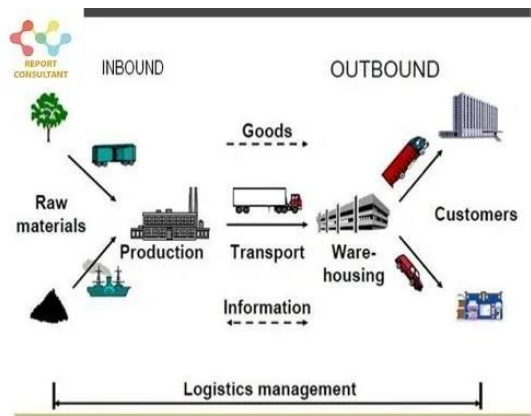 REPORT
CONSULTANT
INBOUND
OUTBOUND
Goods
Raw
materials
Production
Transport
Ware-
housing
Customers
Information
Logistics management